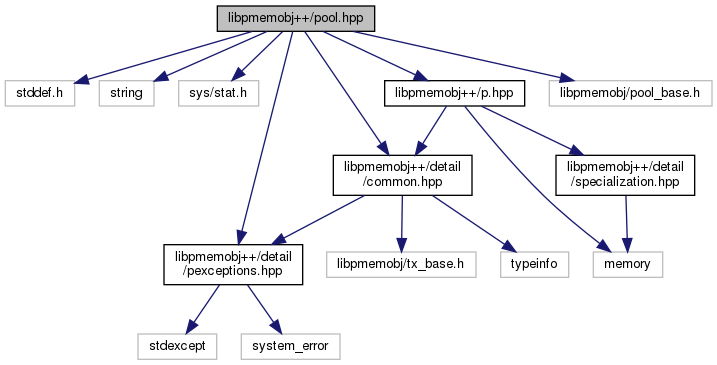 libpmemobj++/pool.hpp
stddef.h
string
sys/stat.h
libpmemobj++/p.hpp
libpmemobj/pool_base.h
libpmemobj++/detail
/common.hpp
libpmemobj++/detail
/specialization.hpp
libpmemobj++/detail
/pexceptions.hpp
libpmemobj/tx_base.h
typeinfo
memory
stdexcept
system_error